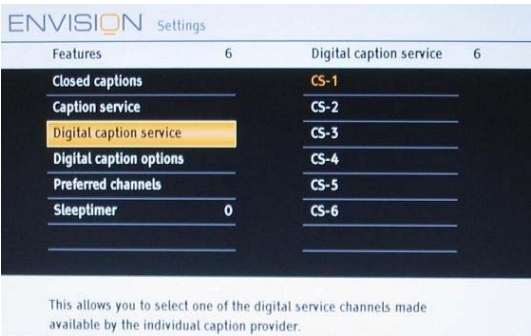 ENVISION Settings
Features 6 Digital caption service 6
Closed captions CS-1
Caption service CS-2
Digital caption service CS-3
Digital caption options CS-4
Preferred channels CS-5
Sleeptimer 0 CS-6
This allows you to select one of the digital service channels made
available by the individual caption provider.